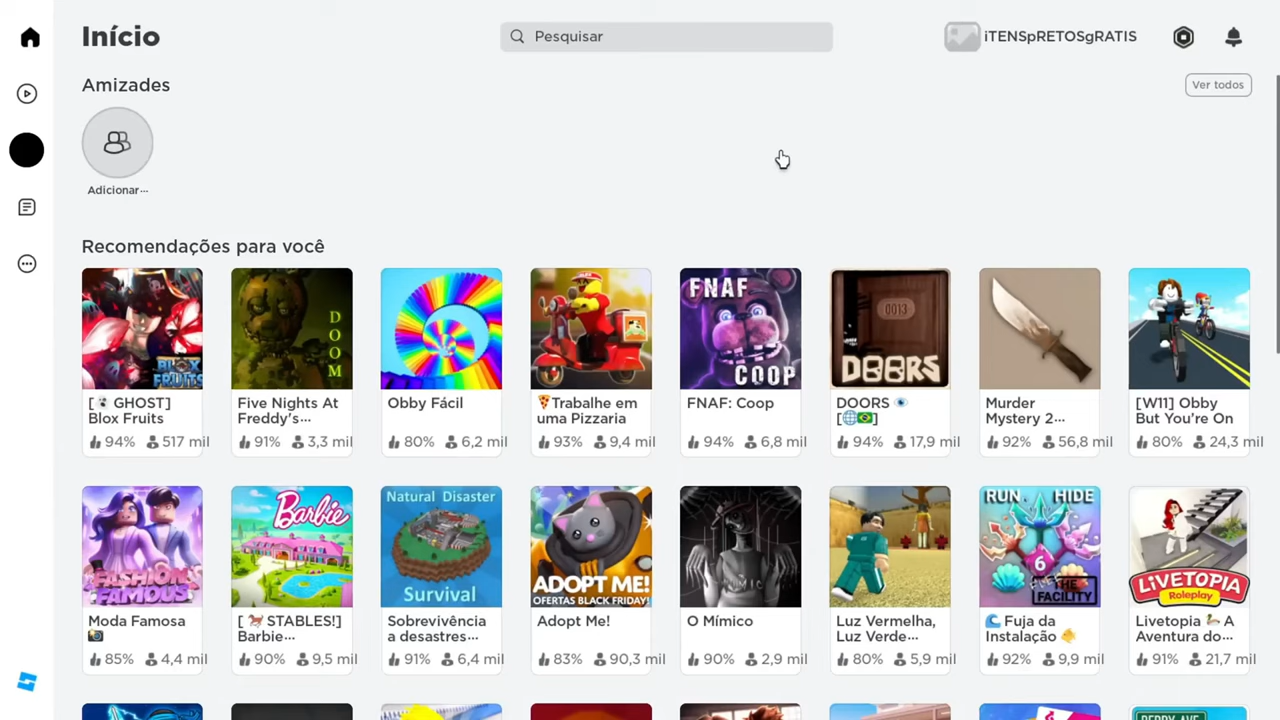 Início
Pesquisar
iTENSpRETOSgRATIS
Amizades
Ver todos
Adicionar...
Recomendações para você
BLOX
FRUITS
DOOM
FNAF
COOP
0013
DOORS
[👻 GHOST]
Blox Fruits
Five Nights At
Freddy's...
Obby Fácil
🍕Trabalhe em
uma Pizzaria
FNAF: Coop
DOORS 👁️
[🌐🇧🇷]
Murder
Mystery 2...
[W11] Obby
But You're On
94% 517 mil
91% 3,3 mil
80% 6,2 mil
93% 9,4 mil
94% 6,8 mil
94% 17,9 mil
92% 56,8 mil
80% 24,3 mil
FASHION
FAMOUS
Barbie
Natural Disaster
Survival
ADOPT ME!
OFERTAS BLACK FRIDAY!
MIMIC
RUN. HIDE
6
THE
FACILITY
LiVETOPiA
Roleplay
Moda Famosa
📸
[ 🐎STABLES!]
Barbie...
Sobrevivência
a desastres...
Adopt Me!
O Mímico
Luz Vermelha,
Luz Verde...
🌊Fuja da
Instalação 🐥
Livetopia 🦆 A
Aventura do...
85% 4,4 mil
90% 9,5 mil
91% 6,4 mil
83% 90,3 mil
90% 2,9 mil
80% 5,9 mil
92% 9,9 mil
91% 21,7 mil